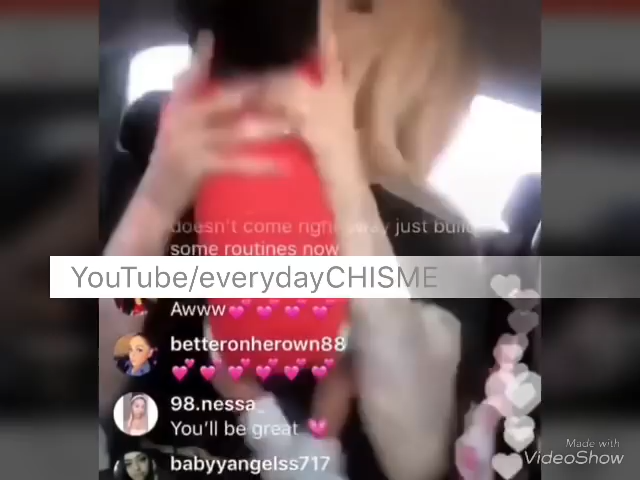 doesn't come right away just build
some routines now
YouTube/everydayCHISME
Awww💕💕💕💕
betteronherown88
💕💕💕💕💕💕
98.nessa_
You'll be great 💓
babyyangelss717
Made with
VideoShow